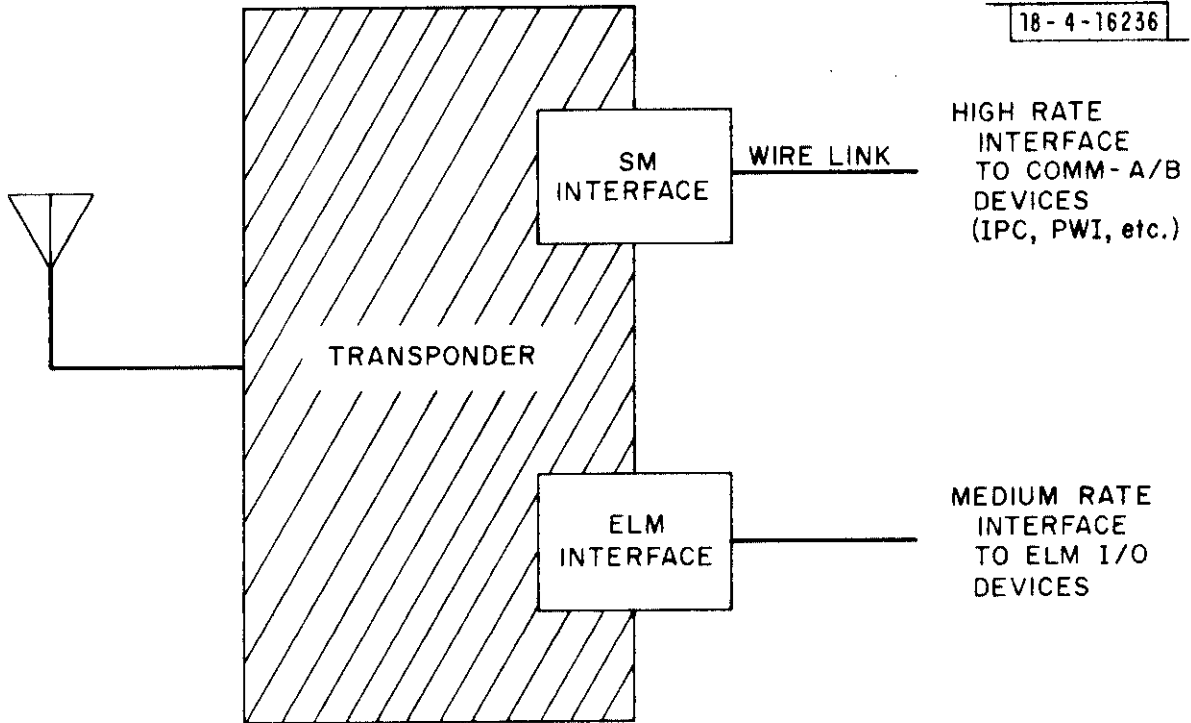 18-4-16236
HIGH RATE
INTERFACE
TO COMM-A/B
DEVICES
(IPC, PWI, etc.)
SM
INTERFACE
WIRE LINK
TRANSPONDER
ELM
INTERFACE
MEDIUM RATE
INTERFACE
TO ELM I/O
DEVICES